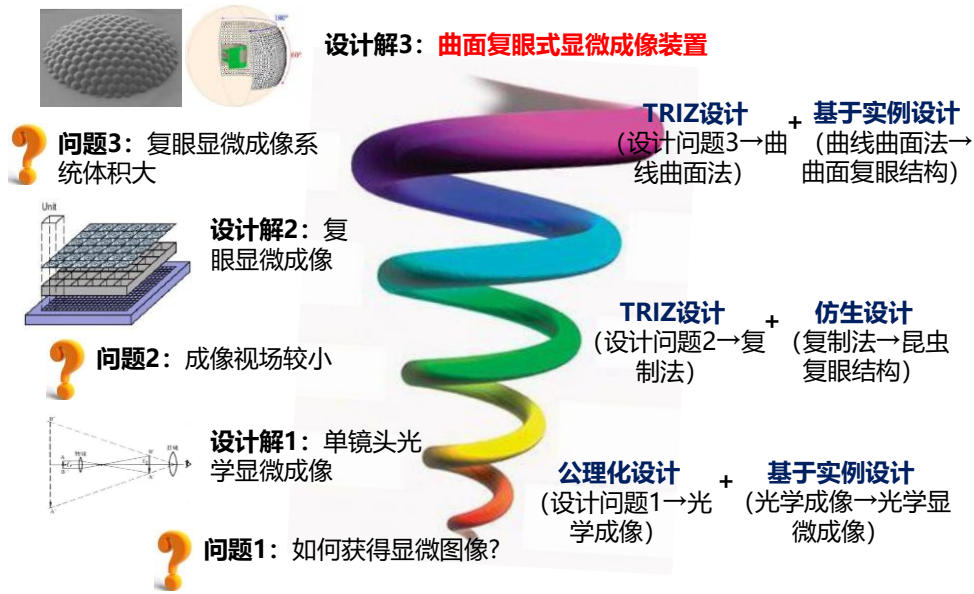 180°
60°
设计解3：曲面复眼式显微成像装置
TRIZ设计
（设计问题3→曲
线曲面法）
+
基于实例设计
（曲线曲面法→
曲面复眼结构）
问题3：复眼显微成像系
统体积大
Unit
设计解2：复
眼显微成像
TRIZ设计
（设计问题2→复
制法）
+
仿生设计
（复制法→昆虫
复眼结构）
问题2：成像视场较小
物镜
目镜
设计解1：单镜头光
学显微成像
公理化设计
（设计问题1→光
学成像）
+
基于实例设计
（光学成像→光学显
微成像）
问题1：如何获得显微图像?